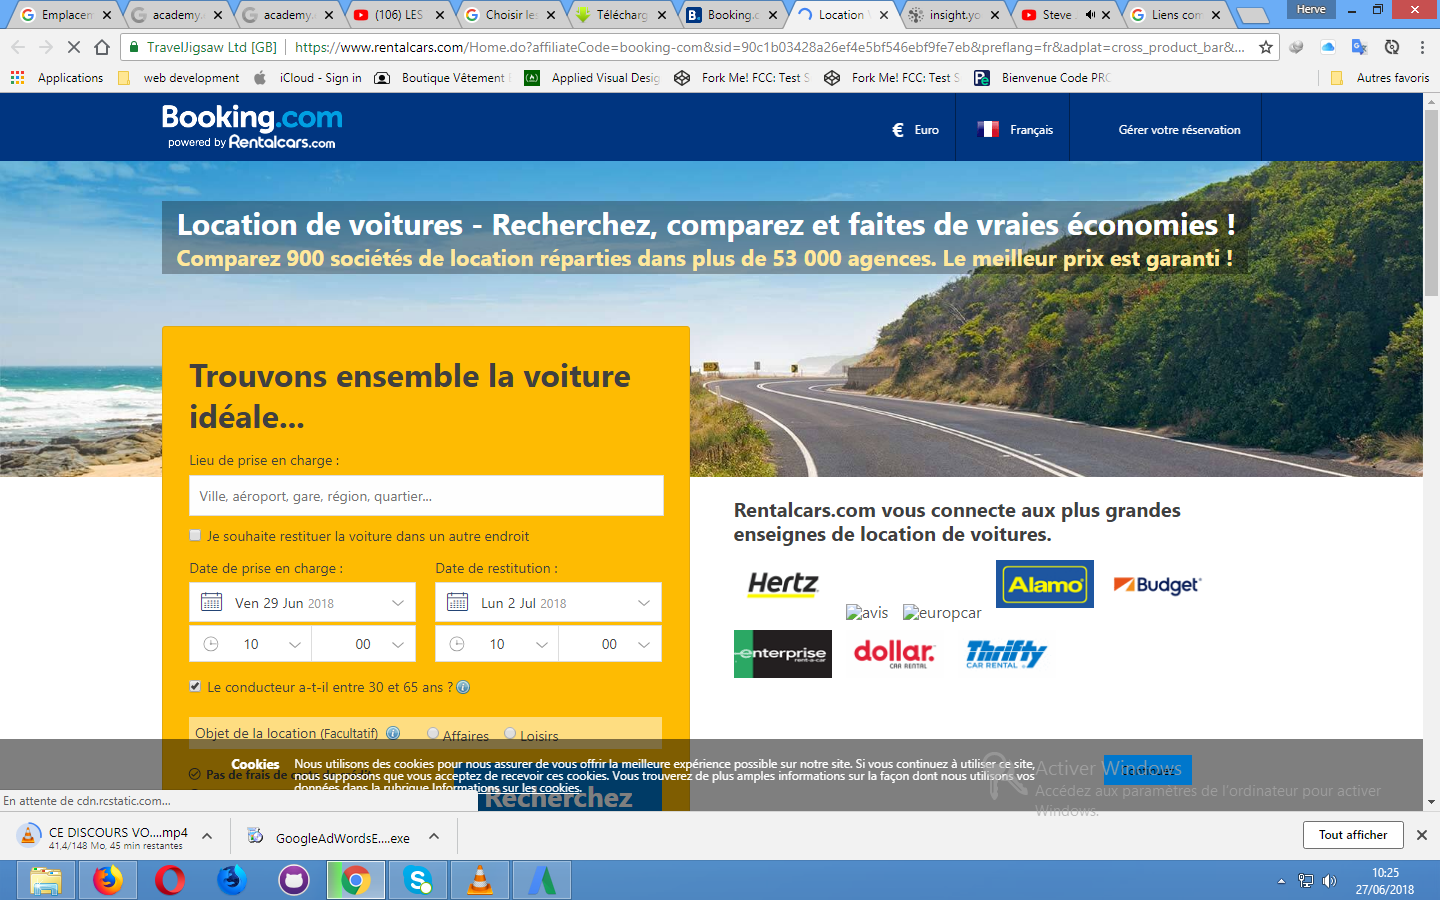 Emplacem
academy.
academy.
(106) LES
Choisir les
Télécharg
Booking.c
Location V
insight.yo
Steve
Liens com
Herve
TravelJigsaw Ltd [GB]
https://www.rentalcars.com/Home.do?affiliateCode=booking-com&sid=90c1b03428a26ef4e5bf546ebf9fe7eb&preflang=fr&adplat=cross_product_bar&...
Applications
web development
iCloud - Sign in
Boutique Vêtement
Applied Visual Desig
Fork Me! FCC: Test S
Fork Me! FCC: Test S
Bienvenue Code PRO
Autres favoris
Booking.com
powered by Rentalcars.com
€ Euro
Français
Gérer votre réservation
Location de voitures - Recherchez, comparez et faites de vraies économies !
Comparez 900 sociétés de location réparties dans plus de 53 000 agences. Le meilleur prix est garanti !
Trouvons ensemble la voiture
idéale...
Lieu de prise en charge :
Ville, aéroport, gare, région, quartier...
Je souhaite restituer la voiture dans un autre endroit
Date de prise en charge :
Date de restitution :
Ven 29 Jun 2018
Lun 2 Jul 2018
10
00
10
00
Le conducteur a-t-il entre 30 et 65 ans ?
Objet de la location (Facultatif)
Affaires
Loisirs
Rentalcars.com vous connecte aux plus grandes
enseignes de location de voitures.
Hertz
avis
europcar
Alamo
Budget
enterprise
rent-a-car
dollar.
CAR RENTAL
Thrifty
CAR RENTAL
Pas de frais de
Recherchez
Cookies
Nous utilisons des cookies pour nous assurer de vous offrir la meilleure expérience possible sur notre site. Si vous continuez à utiliser ce site,
nous supposons que vous acceptez de recevoir ces cookies. Vous trouverez de plus amples informations sur la façon dont nous utilisons vos
données dans la rubrique Informations sur les cookies.
Activer Windows
Accédez aux paramètres de l'ordinateur pour activer
Windows.
En attente de cdn.rcstatic.com...
CE DISCOURS VO....mp4
41,4/148 Mo, 45 min restantes
GoogleAdWordsE....exe
Tout afficher
10:25
27/06/2018